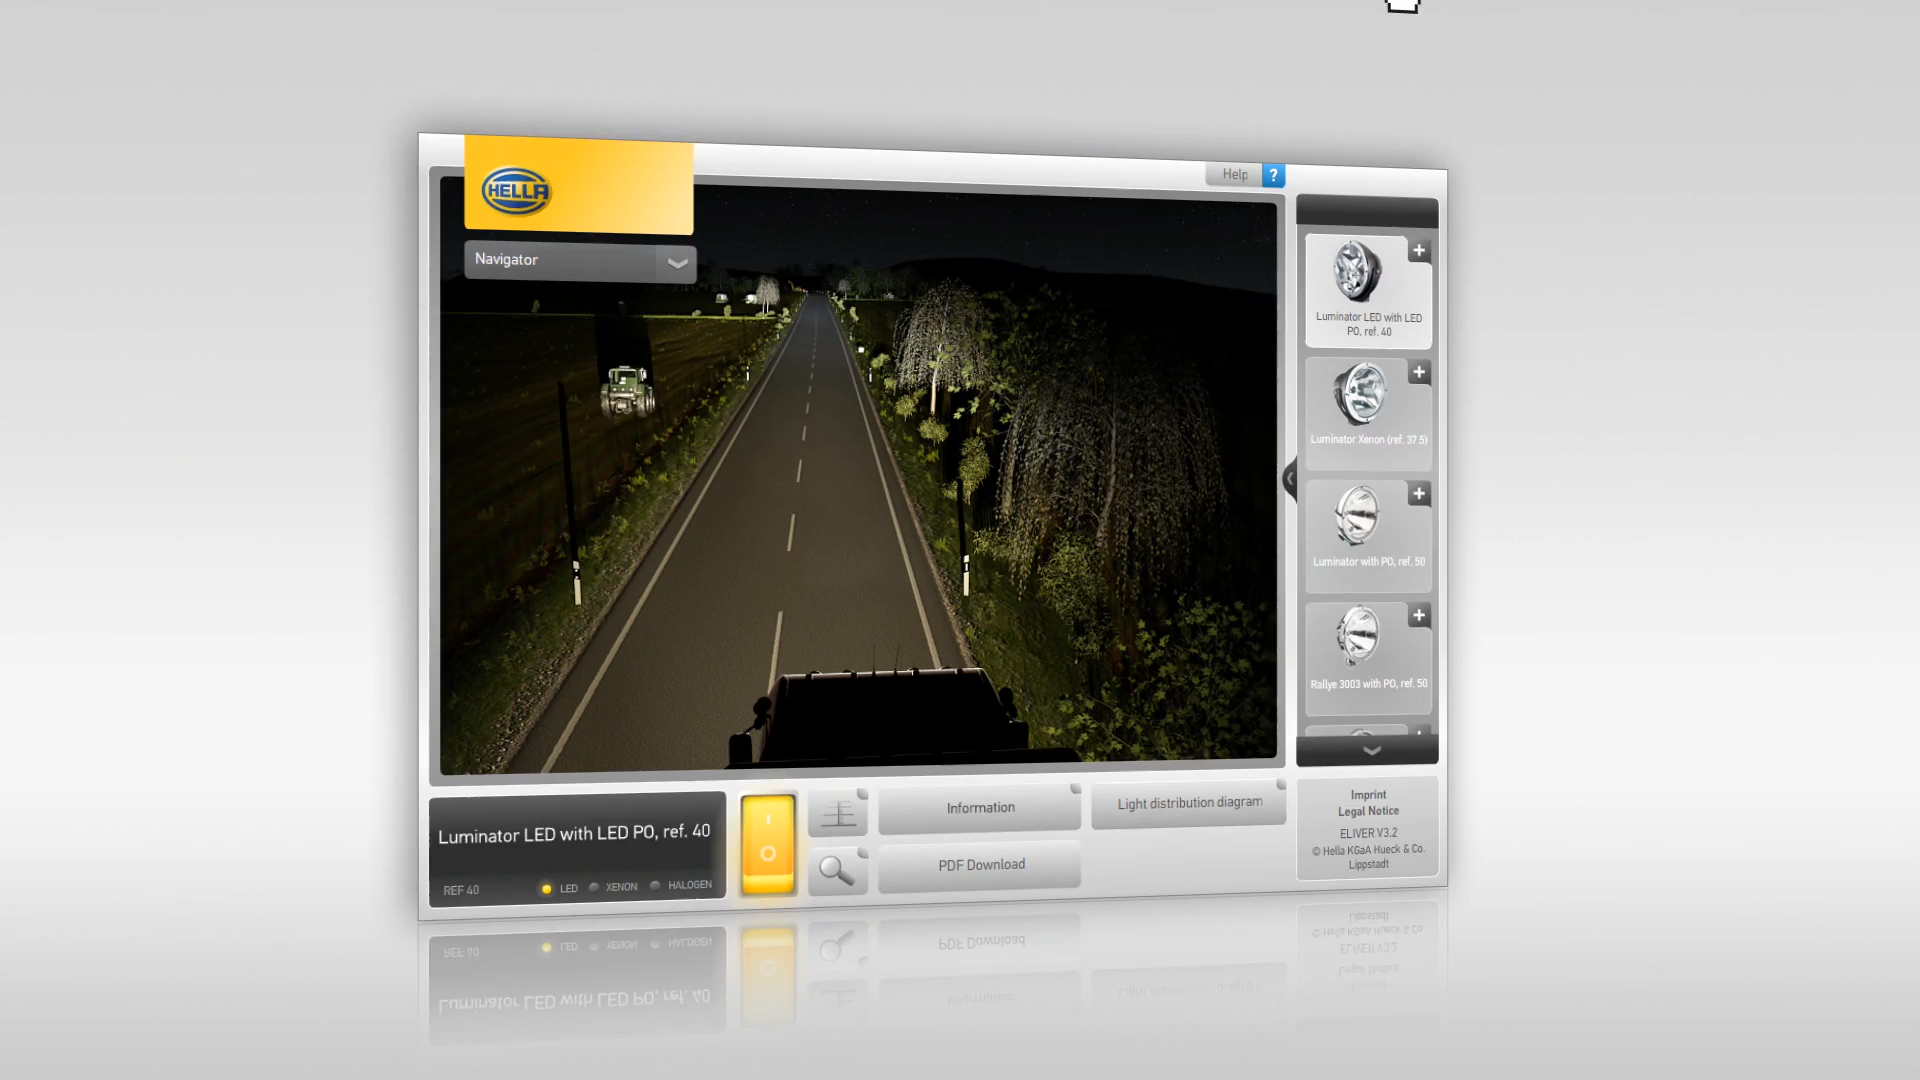 HELLA
Help ?
Navigator
Luminator LED with LED
PO, ref. 40
Luminator Xenon (ref. 37.5)
Luminator with PO, ref. 50
Rallye 3003 with PO, ref. 50
Luminator LED with LED PO, ref. 40
REF 40
LED
XENON
HALOGEN
Information
Light distribution diagram
PDF Download
Imprint
Legal Notice
ELIVER V3.2
© Hella KGaA Hueck & Co.
Lippstadt